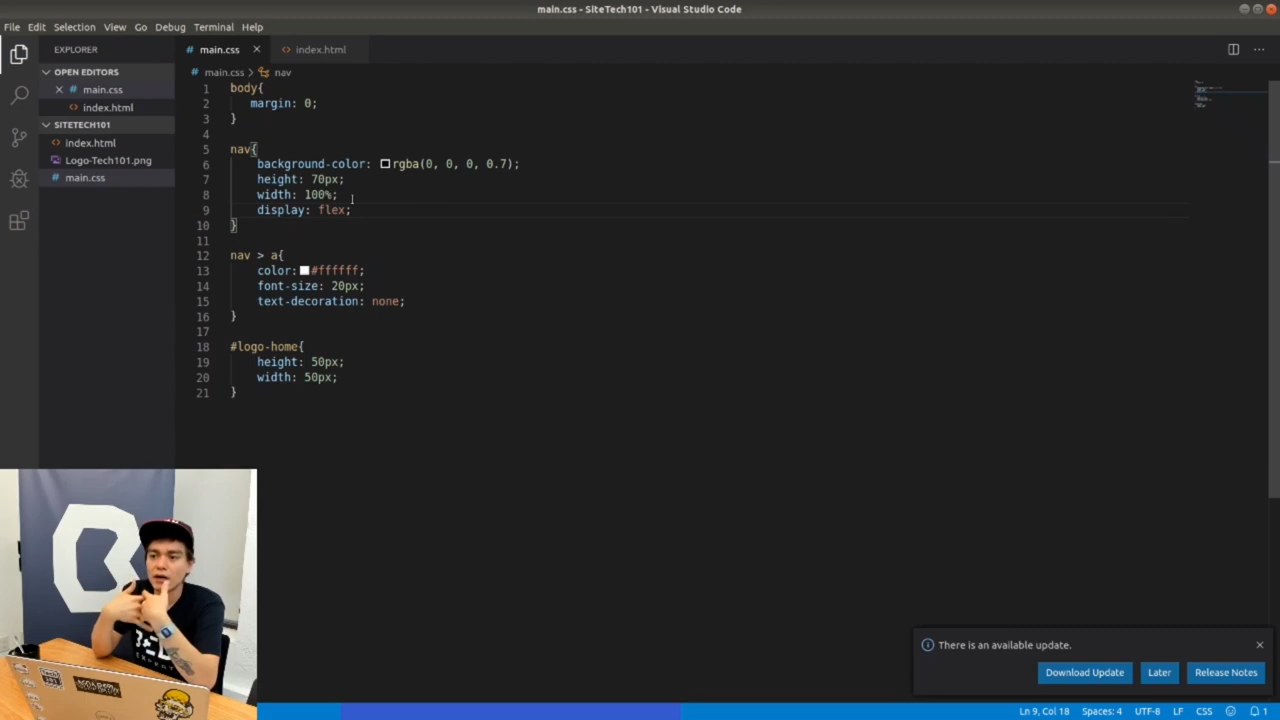 main.css - SiteTech101 - Visual Studio Code
File Edit Selection View Go Debug Terminal Help
EXPLORER
main.css
index.html
OPEN EDITORS
main.css
index.html
SITETECH101
index.html
Logo-Tech101.png
main.css
main.css > nav
1 body{
2 margin: 0;
3 }
4
5 nav{
6 background-color: rgba(0, 0, 0, 0.7);
7 height: 70px;
8 width: 100%;
9 display: flex;
10 }
11
12 nav > a{
13 color: #ffffff;
14 font-size: 20px;
15 text-decoration: none;
16 }
17
18 #logo-home{
19 height: 50px;
20 width: 50px;
21 }
There is an available update.
Download Update Later Release Notes
Ln 9, Col 18 Spaces: 4 UTF-8 LF CSS 1